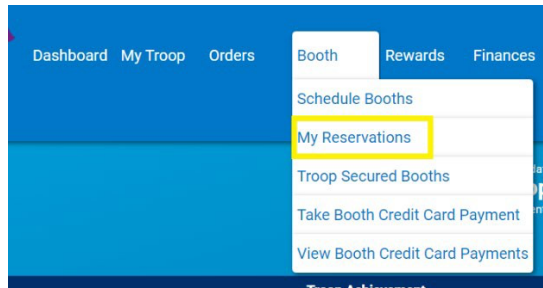 Dashboard My Troop Orders Booth Rewards Finances
Schedule Booths
My Reservations
Troop Secured Booths
Take Booth Credit Card Payment
View Booth Credit Card Payments